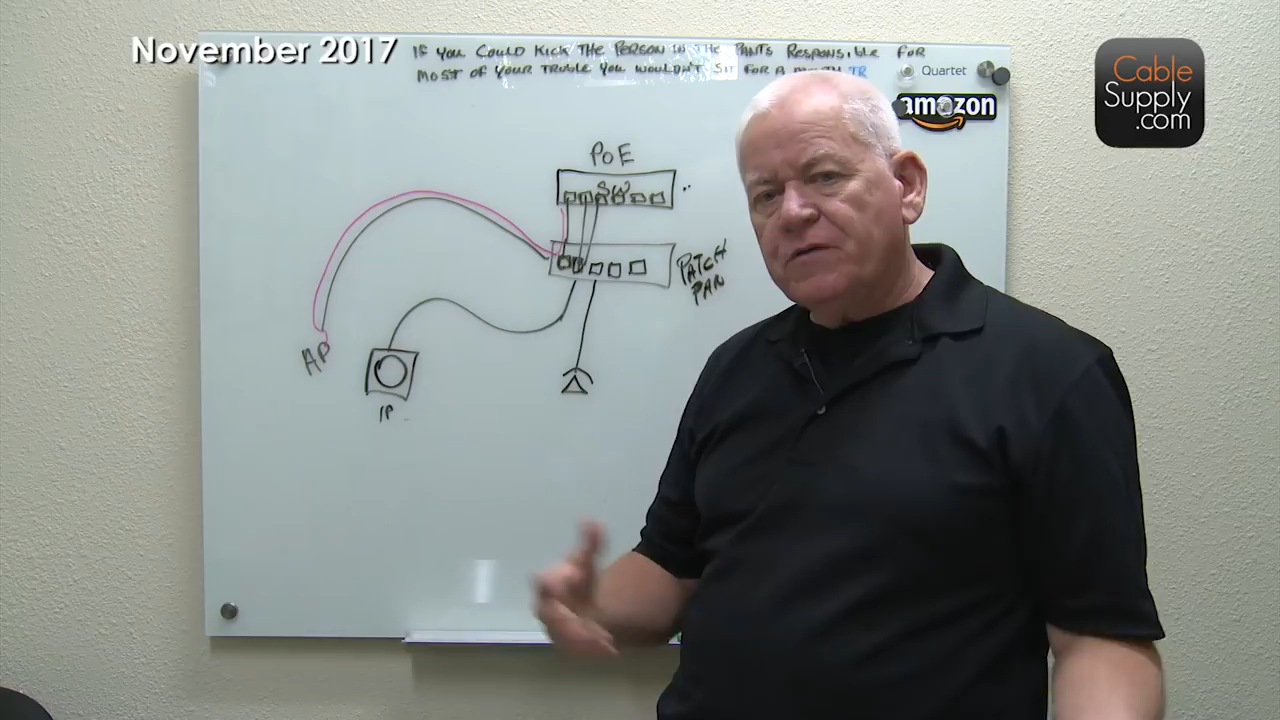 November 2017
IF YOU COULD KICK THE PERSON IN THE PANTS RESPONSIBLE FOR
MOST OF YOUR TROUBLE YOU WOULDN'T SIT FOR A MONTH TR
Quartet
amazon
Cable
Supply
.com
POE
SW
PATCH
PAN
AP
IP